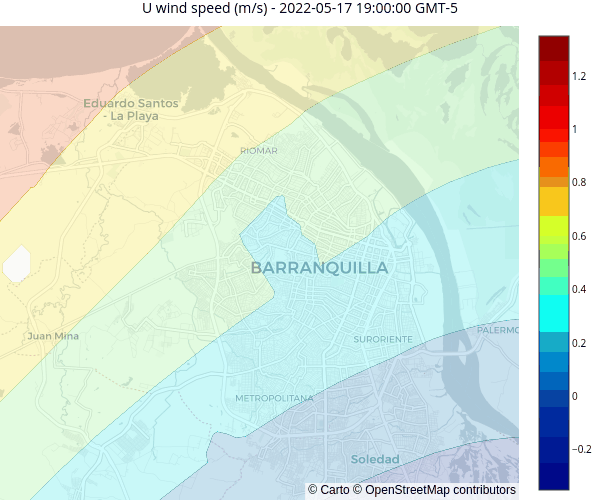 U wind speed (m/s) - 2022-05-17 19:00:00 GMT-5
Eduardo Santos
- La Playa
RIOMAR
BARRANQUILLA
Juan Mina
SURORIENTE
PALERMO
METROPOLITANA
Soledad
© Carto © OpenStreetMap contributors
1.2
1
0.8
0.6
0.4
0.2
0
−0.2